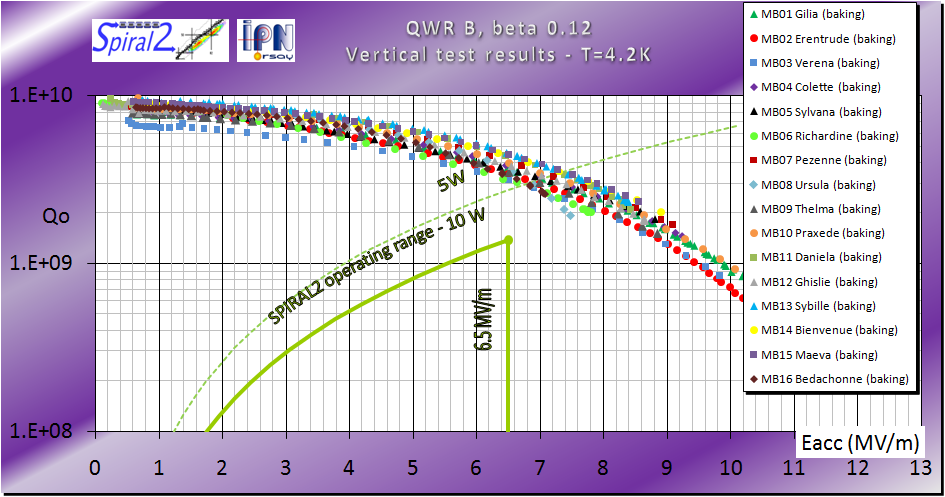 Spiral2
IPN
Orsay
QWR B, beta 0.12
Vertical test results - T=4.2K
MB01 Gilia (baking)
MB02 Erentrude (baking)
MB03 Verena (baking)
MB04 Colette (baking)
MB05 Sylvana (baking)
MB06 Richardine (baking)
MB07 Pezenne (baking)
MB08 Ursula (baking)
MB09 Thelma (baking)
MB10 Praxede (baking)
MB11 Daniela (baking)
MB12 Ghislie (baking)
MB13 Sybille (baking)
MB14 Bienvenue (baking)
MB15 Maeva (baking)
MB16 Bedachonne (baking)
1.E+10
Qo
1.E+09
1.E+08
5W
SPIRAL2 operating range - 10 W
6.5 MV/m
Eacc (MV/m)
0 1 2 3 4 5 6 7 8 9 10 11 12 13